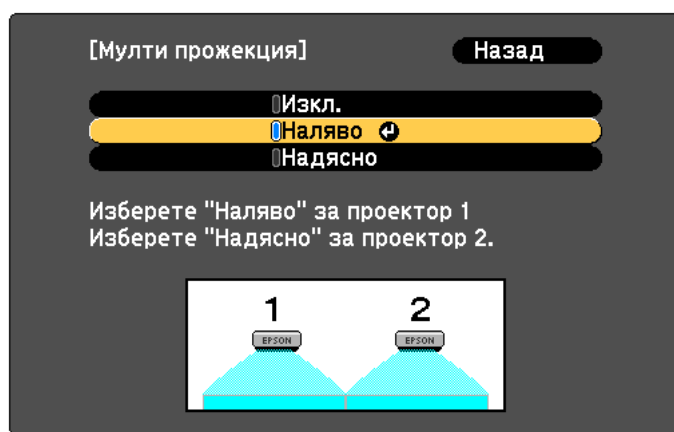 [Мулти прожекция] Назад
Изкл.
Наляво
Надясно
Изберете "Наляво" за проектор 1
Изберете "Надясно" за проектор 2.
1 2
EPSON EPSON